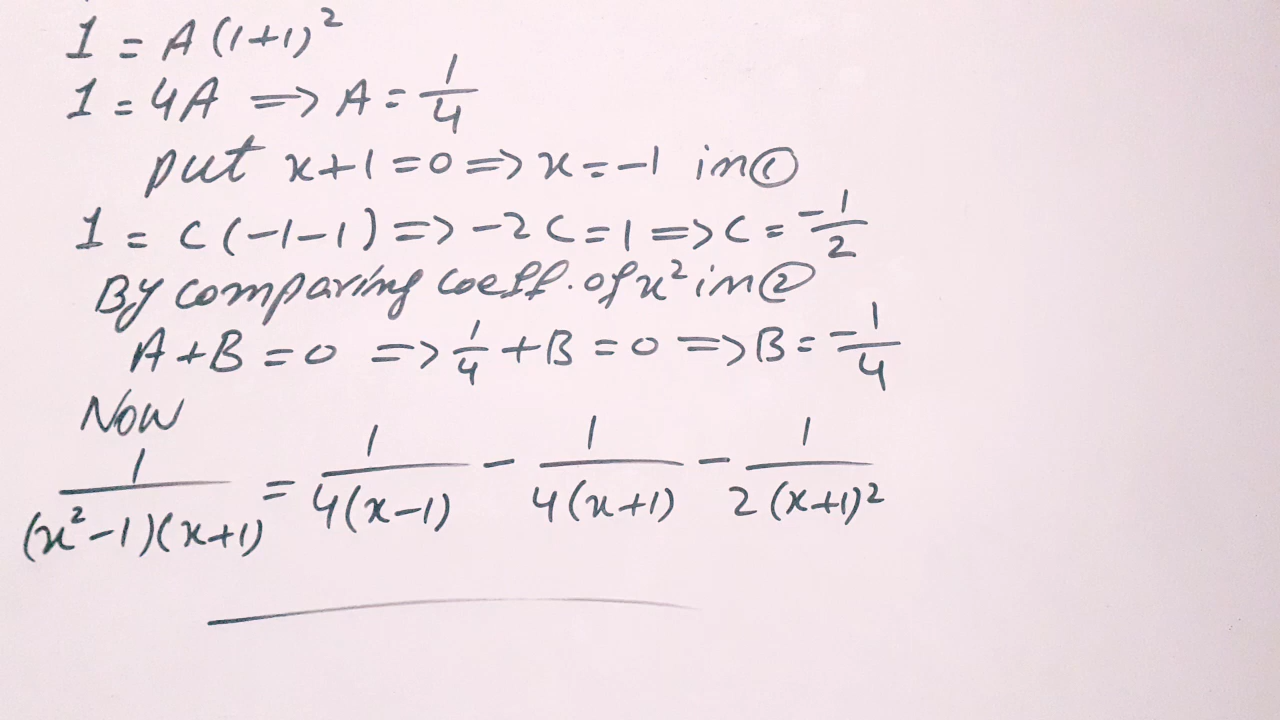 1 = A(1+1)²
1 = 4A => A = 1/4
put x+1 = 0 => x = -1 in ①
1 = C(-1-1) => -2C = 1 => C = -1/2
By comparing coeff. of x² in ②
A+B = 0 => 1/4 + B = 0 => B = -1/4
Now
1/((x²-1)(x+1)) = 1/(4(x-1)) - 1/(4(x+1)) - 1/(2(x+1)²)